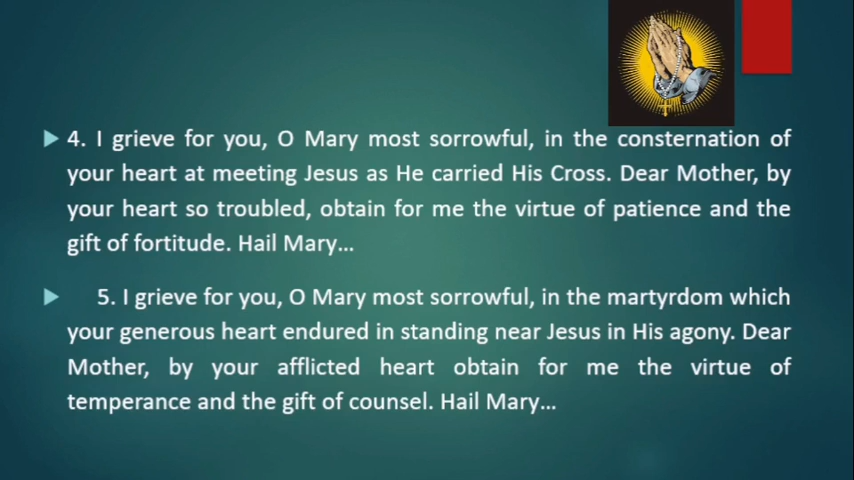 4. I grieve for you, O Mary most sorrowful, in the consternation of
your heart at meeting Jesus as He carried His Cross. Dear Mother, by
your heart so troubled, obtain for me the virtue of patience and the
gift of fortitude. Hail Mary...
5. I grieve for you, O Mary most sorrowful, in the martyrdom which
your generous heart endured in standing near Jesus in His agony. Dear
Mother, by your afflicted heart obtain for me the virtue of
temperance and the gift of counsel. Hail Mary...